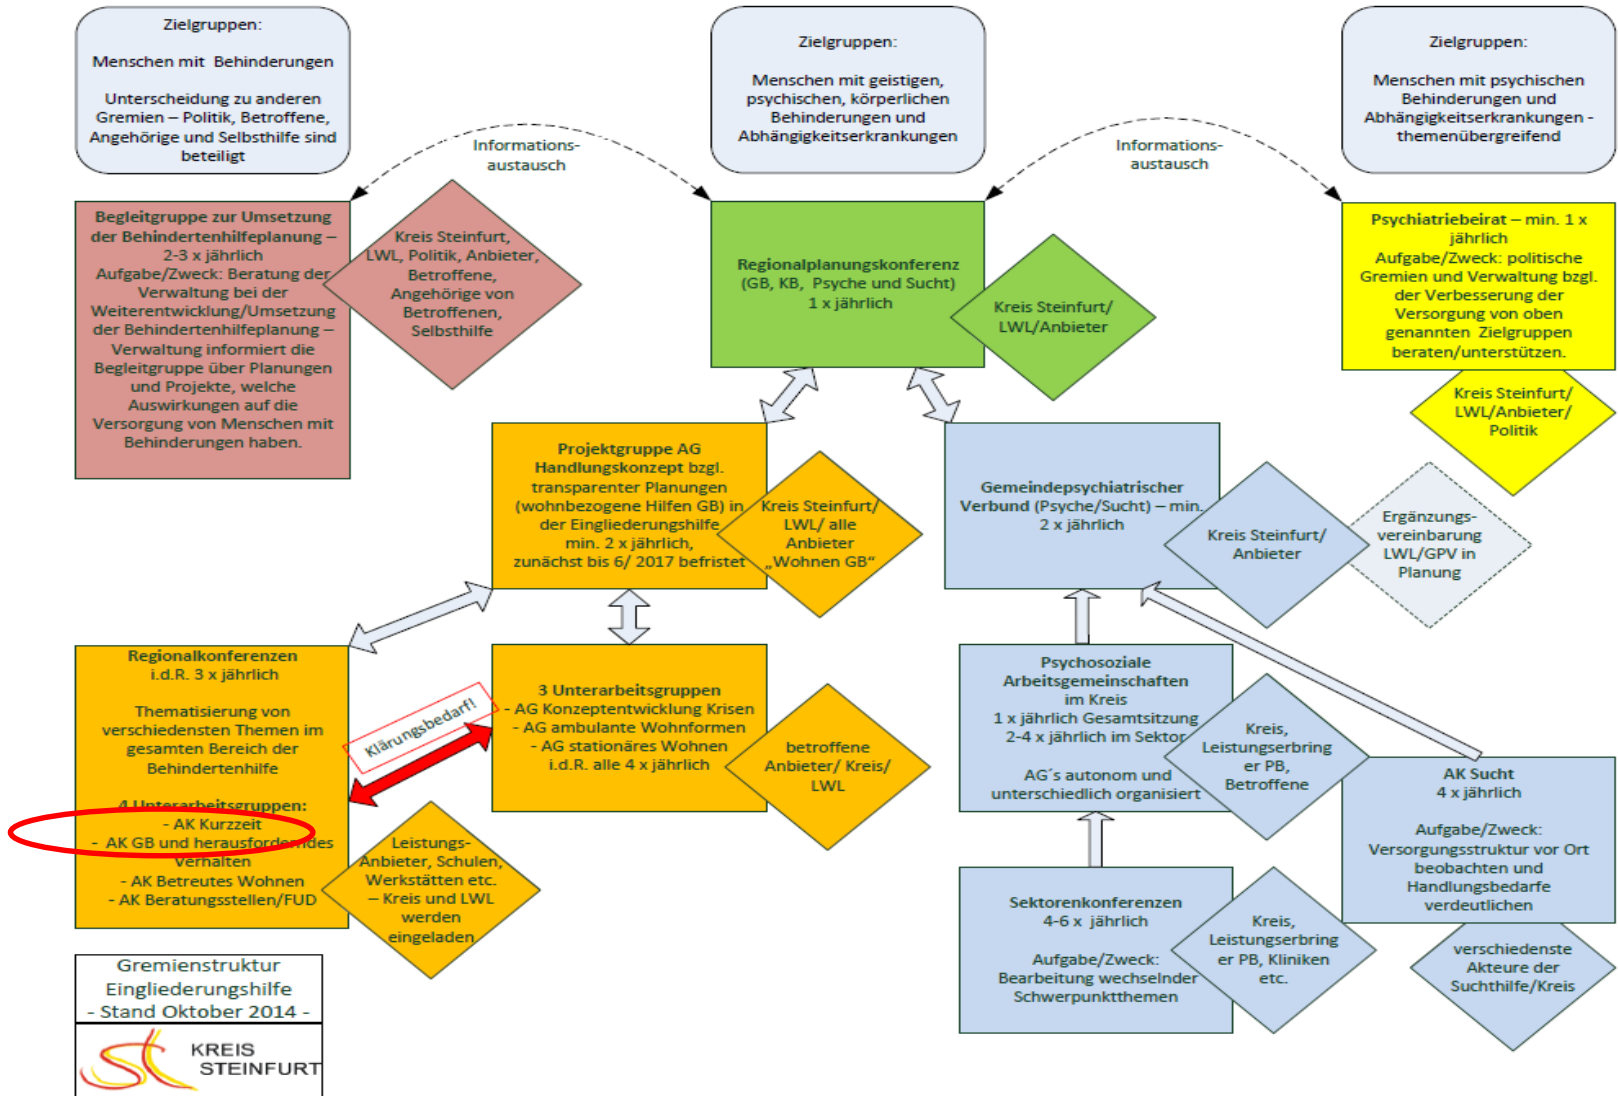 Zielgruppen:
Menschen mit Behinderungen
Unterscheidung zu anderen
Gremien – Politik, Betroffene,
Angehörige und Selbsthilfe sind
beteiligt
Zielgruppen:
Menschen mit geistigen,
psychischen, körperlichen
Behinderungen und
Abhängigkeitserkrankungen
Zielgruppen:
Menschen mit psychischen
Behinderungen und
Abhängigkeitserkrankungen -
themenübergreifend
Informations-
austausch
Informations-
austausch
Begleitgruppe zur Umsetzung
der Behindertenhilfeplanung –
2-3 x jährlich
Aufgabe/Zweck: Beratung der
Verwaltung bei der
Weiterentwicklung/Umsetzung
der Behindertenhilfeplanung –
Verwaltung informiert die
Begleitgruppe über Planungen
und Projekte, welche
Auswirkungen auf die
Versorgung von Menschen mit
Behinderungen haben.
Kreis Steinfurt,
LWL, Politik, Anbieter,
Betroffene,
Angehörige von
Betroffenen,
Selbsthilfe
Regionalplanungskonferenz
(GB, KB, Psyche und Sucht)
1 x jährlich
Kreis Steinfurt/
LWL/Anbieter
Psychiatriebeirat – min. 1 x
jährlich
Aufgabe/Zweck: politische
Gremien und Verwaltung bzgl.
der Verbesserung der
Versorgung von oben
genannten Zielgruppen
beraten/unterstützen.
Kreis Steinfurt/
LWL/Anbieter/
Politik
Projektgruppe AG
Handlungskonzept bzgl.
transparenter Planungen
(wohnbezogene Hilfen GB) in
der Eingliederungshilfe
min. 2 x jährlich,
zunächst bis 6/ 2017 befristet
Kreis Steinfurt/
LWL/ alle
Anbieter
„Wohnen GB“
Gemeindepsychiatrischer
Verbund (Psyche/Sucht) – min.
2 x jährlich
Kreis Steinfurt/
Anbieter
Ergänzungs-
vereinbarung
LWL/GPV in
Planung
Regionalkonferenzen
i.d.R. 3 x jährlich
Thematisierung von
verschiedensten Themen im
gesamten Bereich der
Behindertenhilfe
4 Unterarbeitsgruppen:
- AK Kurzzeit
- AK GB und herausforderndes
Verhalten
- AK Betreutes Wohnen
- AK Beratungsstellen/FUD
Leistungs-
Anbieter, Schulen,
Werkstätten etc.
– Kreis und LWL
werden
eingeladen
Klärungsbedarf!
3 Unterarbeitsgruppen
- AG Konzeptentwicklung Krisen
- AG ambulante Wohnformen
- AG stationäres Wohnen
i.d.R. alle 4 x jährlich
betroffene
Anbieter/ Kreis/
LWL
Psychosoziale
Arbeitsgemeinschaften
im Kreis
1 x jährlich Gesamtsitzung
2-4 x jährlich im Sektor
AG´s autonom und
unterschiedlich organisiert
Kreis,
Leistungserbring
er PB,
Betroffene
AK Sucht
4 x jährlich
Aufgabe/Zweck:
Versorgungsstruktur vor Ort
beobachten und
Handlungsbedarfe
verdeutlichen
Sektorenkonferenzen
4-6 x jährlich
Aufgabe/Zweck:
Bearbeitung wechselnder
Schwerpunktthemen
Kreis,
Leistungserbring
er PB, Kliniken
etc.
verschiedenste
Akteure der
Suchthilfe/Kreis
Gremienstruktur
Eingliederungshilfe
- Stand Oktober 2014 -
KREIS
STEINFURT